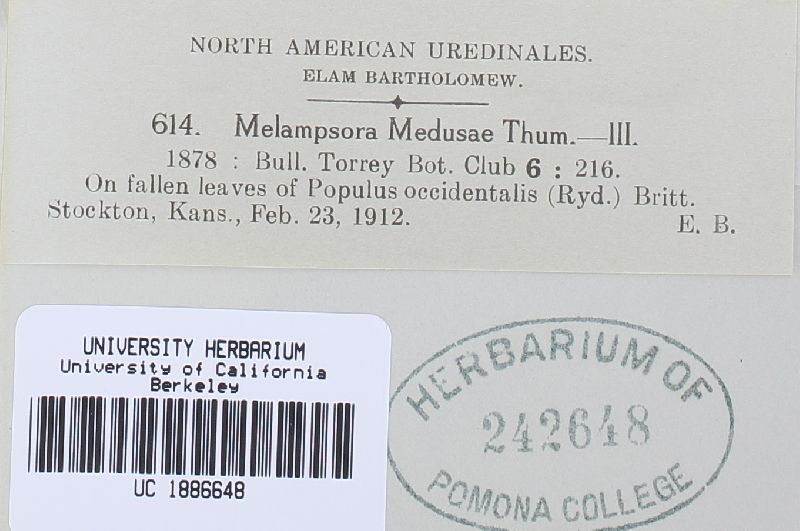 NORTH AMERICAN UREDINALES.
ELAM BARTHOLOMEW.
614. Melampsora Medusae Thum.—III.
1878 : Bull. Torrey Bot. Club 6 : 216.
On fallen leaves of Populus occidentalis (Ryd.) Britt.
Stockton, Kans., Feb. 23, 1912. E. B.
UNIVERSITY HERBARIUM
University of California
Berkeley
UC 1886648
HERBARIUM OF
242648
POMONA COLLEGE